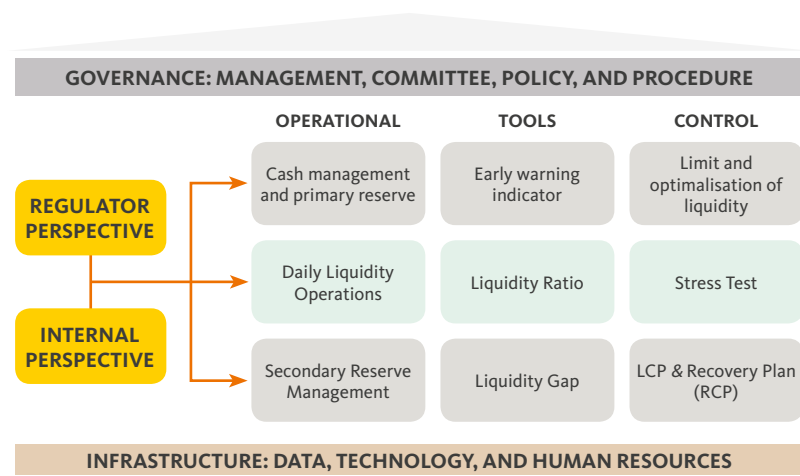 GOVERNANCE: MANAGEMENT, COMMITTEE, POLICY, AND PROCEDURE
OPERATIONAL
TOOLS
CONTROL
REGULATOR
PERSPECTIVE
INTERNAL
PERSPECTIVE
Cash management
and primary reserve
Early warning
indicator
Limit and
optimalisation of
liquidity
Daily Liquidity
Operations
Liquidity Ratio
Stress Test
Secondary Reserve
Management
Liquidity Gap
LCP & Recovery Plan
(RCP)
INFRASTRUCTURE: DATA, TECHNOLOGY, AND HUMAN RESOURCES